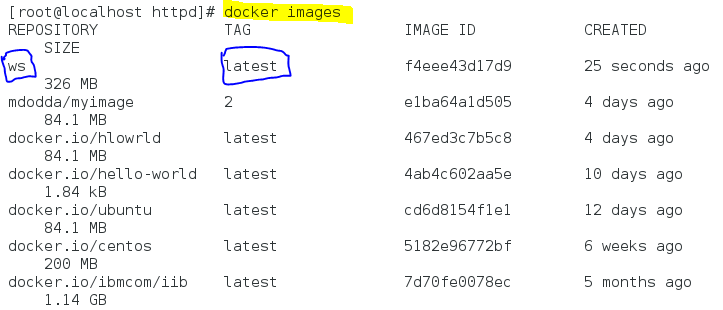 [root@localhost httpd]# docker images
REPOSITORY TAG IMAGE ID CREATED
SIZE
ws latest f4eee43d17d9 25 seconds ago
326 MB
mdodda/myimage 2 e1ba64a1d505 4 days ago
84.1 MB
docker.io/hlowrld latest 467ed3c7b5c8 4 days ago
84.1 MB
docker.io/hello-world latest 4ab4c602aa5e 10 days ago
1.84 kB
docker.io/ubuntu latest cd6d8154f1e1 12 days ago
84.1 MB
docker.io/centos latest 5182e96772bf 6 weeks ago
200 MB
docker.io/ibmcom/iib latest 7d70fe0078ec 5 months ago
1.14 GB